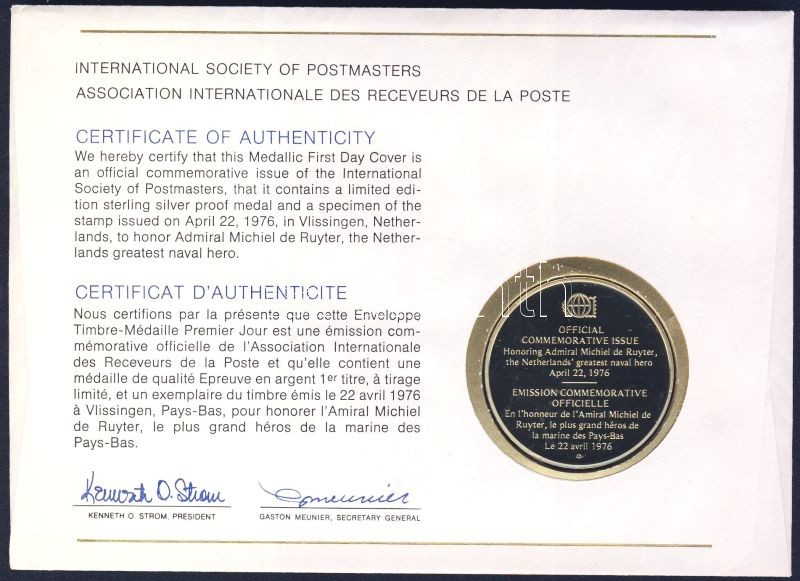 INTERNATIONAL SOCIETY OF POSTMASTERS
ASSOCIATION INTERNATIONALE DES RECEVEURS DE LA POSTE
CERTIFICATE OF AUTHENTICITY
We hereby certify that this Medallic First Day Cover is
an official commemorative issue of the International
Society of Postmasters, that it contains a limited edi-
tion sterling silver proof medal and a specimen of the
stamp issued on April 22, 1976, in Vlissingen, Nether-
lands, to honor Admiral Michiel de Ruyter, the Nether-
lands greatest naval hero.
CERTIFICAT D'AUTHENTICITE
Nous certifions par la présente que cette Enveloppe
Timbre-Médaille Premier Jour est une émission com-
mémorative officielle de l'Association Internationale
des Receveurs de la Poste et qu'elle contient une
médaille de qualité Epreuve en argent 1er titre, à tirage
limité, et un exemplaire du timbre émis le 22 avril 1976
à Vlissingen, Pays-Bas, pour honorer l'Amiral Michiel
de Ruyter, le plus grand héros de la marine des
Pays-Bas.
Kenneth O. Strom
KENNETH O. STROM, PRESIDENT
GMeunier
GASTON MEUNIER, SECRETARY GENERAL
OFFICIAL
COMMEMORATIVE ISSUE
Honoring Admiral Michiel de Ruyter,
the Netherlands' greatest naval hero
April 22, 1976
EMISSION COMMEMORATIVE
OFFICIELLE
En l'honneur de l'Amiral Michiel de
Ruyter, le plus grand héros de
la marine des Pays-Bas
Le 22 avril 1976